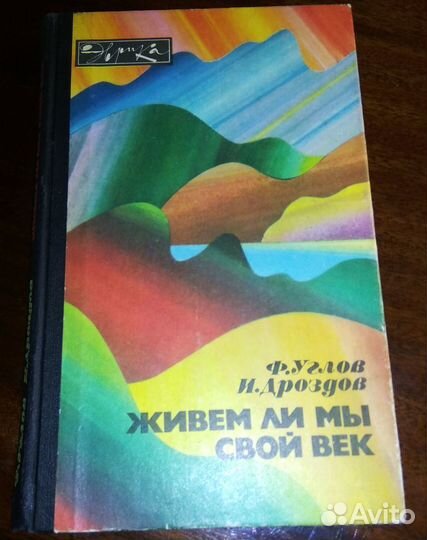 эврика
Ф.Углов
И.Дроздов
ЖИВЕМ ЛИ МЫ
СВОЙ ВЕК
Avito